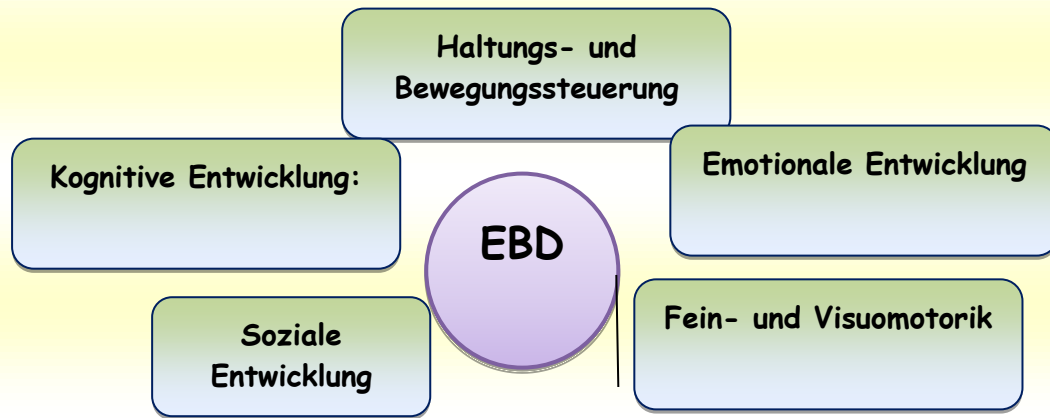 Haltungs- und
Bewegungssteuerung
Kognitive Entwicklung:
Emotionale Entwicklung
EBD
Soziale
Entwicklung
Fein- und Visuomotorik